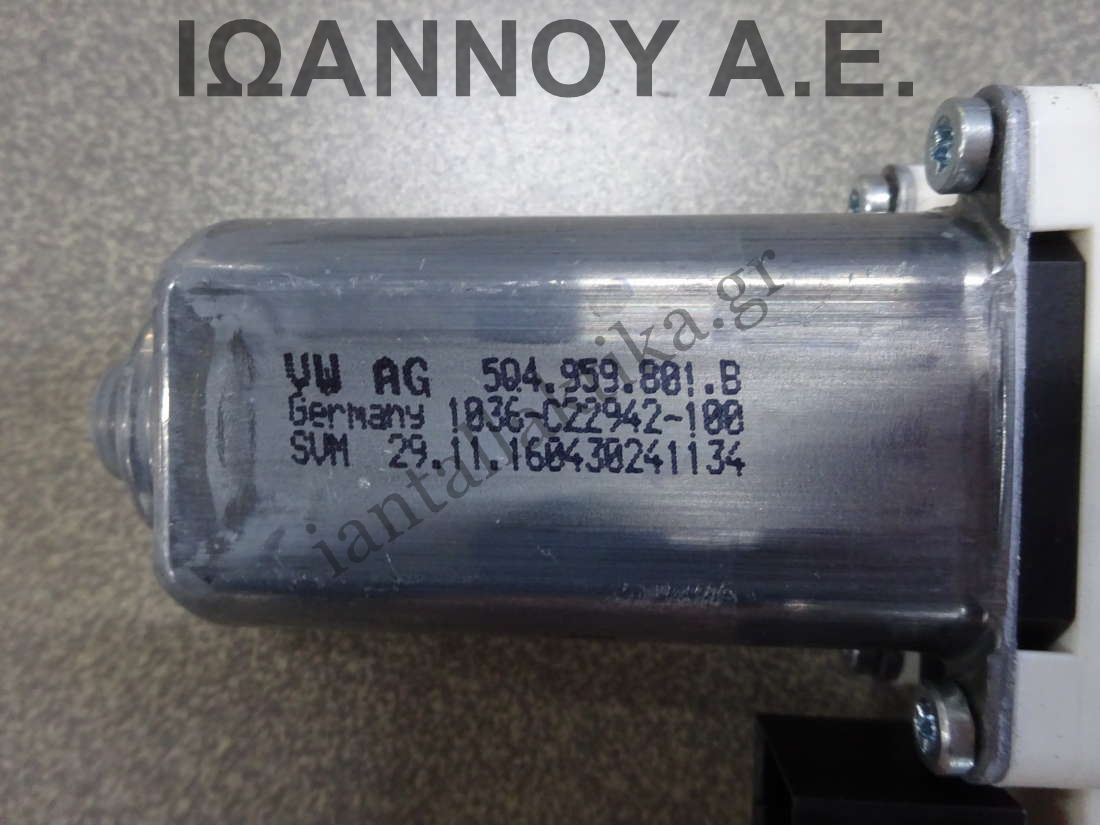 ΙΩΑΝΝΟΥ Α.Ε.
VW AG 5Q4.959.801.B
Germany 1036-C22942-100
SVM 29.11.160430241134
iantallaktika.gr